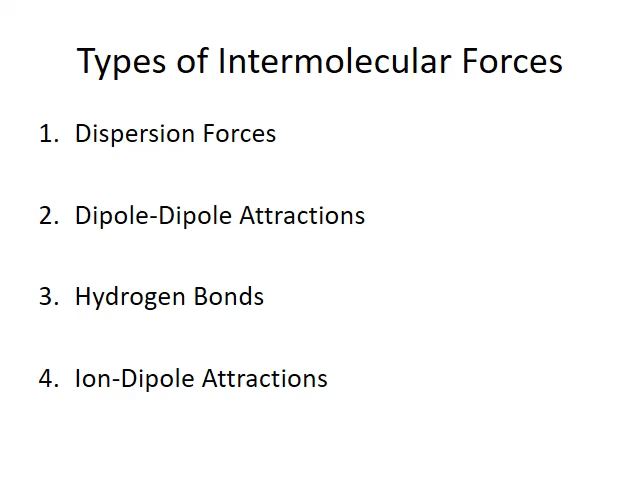 Types of Intermolecular Forces
1. Dispersion Forces
2. Dipole-Dipole Attractions
3. Hydrogen Bonds
4. Ion-Dipole Attractions